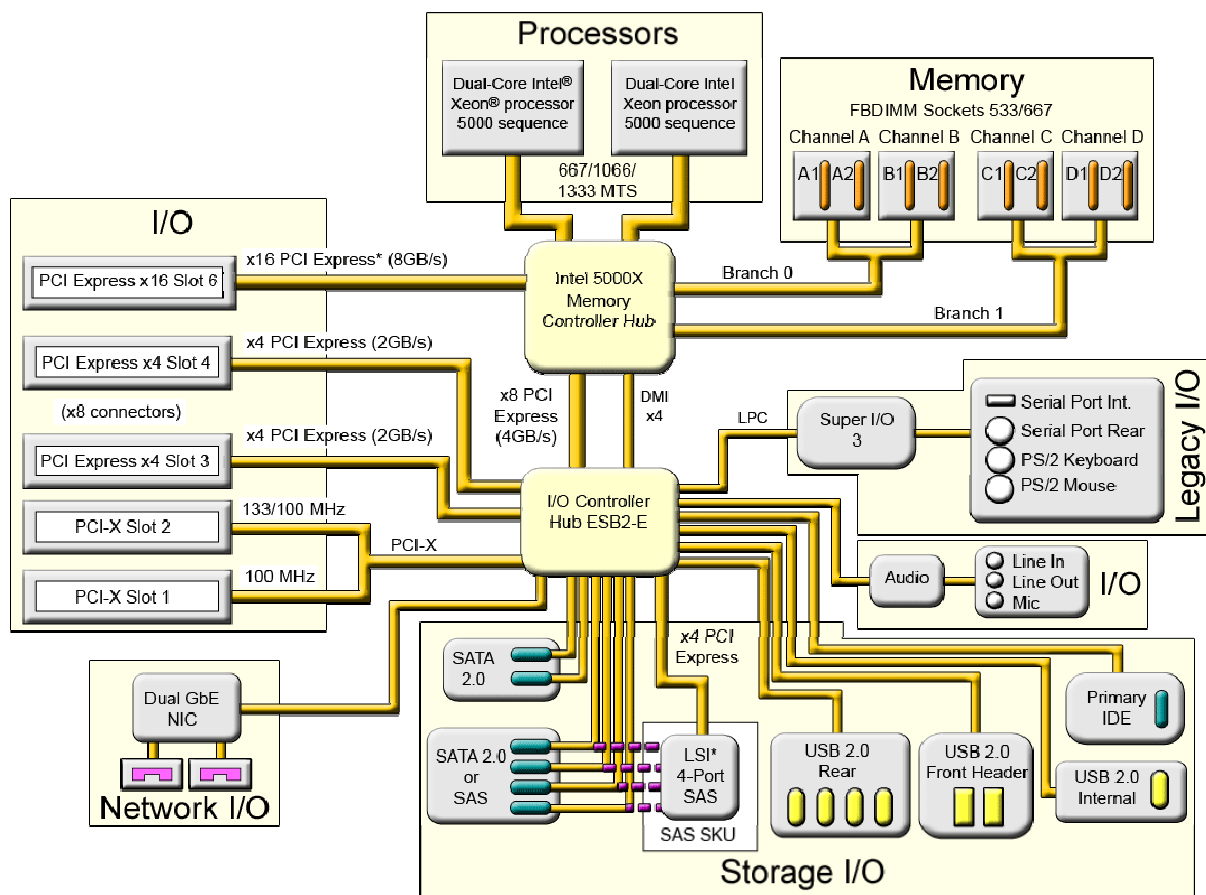 Processors
Dual-Core Intel®
Xeon® processor
5000 sequence
Dual-Core Intel
Xeon processor
5000 sequence
667/1066/
1333 MTS
Memory
FBDIMM Sockets 533/667
Channel A
Channel B
Channel C
Channel D
A1
A2
B1
B2
C1
C2
D1
D2
Branch 0
Branch 1
Intel 5000X
Memory
Controller Hub
I/O
PCI Express x16 Slot 6
x16 PCI Express* (8GB/s)
PCI Express x4 Slot 4
x4 PCI Express (2GB/s)
(x8 connectors)
PCI Express x4 Slot 3
x4 PCI Express (2GB/s)
PCI-X Slot 2
133/100 MHz
PCI-X
PCI-X Slot 1
100 MHz
x8 PCI
Express
(4GB/s)
DMI
x4
I/O Controller
Hub ESB2-E
LPC
Super I/O
3
Serial Port Int.
Serial Port Rear
PS/2 Keyboard
PS/2 Mouse
Legacy I/O
Audio
Line In
Line Out
Mic
I/O
Dual GbE
NIC
Network I/O
SATA
2.0
SATA 2.0
or
SAS
x4 PCI
Express
LSI*
4-Port
SAS
SAS SKU
USB 2.0
Rear
USB 2.0
Front Header
Primary
IDE
USB 2.0
Internal
Storage I/O